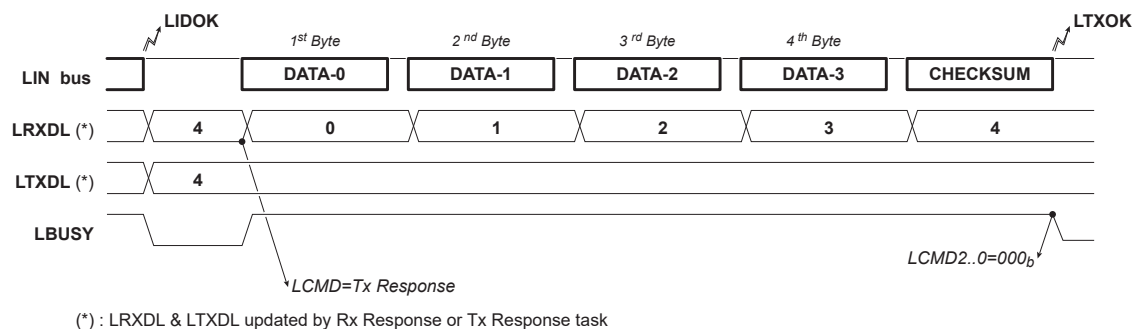 LIDOK LTXOK
1st Byte 2nd Byte 3rd Byte 4th Byte
LIN bus DATA-0 DATA-1 DATA-2 DATA-3 CHECKSUM
LRXDL (*) 4 0 1 2 3 4
LTXDL (*) 4
LBUSY
LCMD2..0=000b
LCMD=Tx Response
(*) : LRXDL & LTXDL updated by Rx Response or Tx Response task